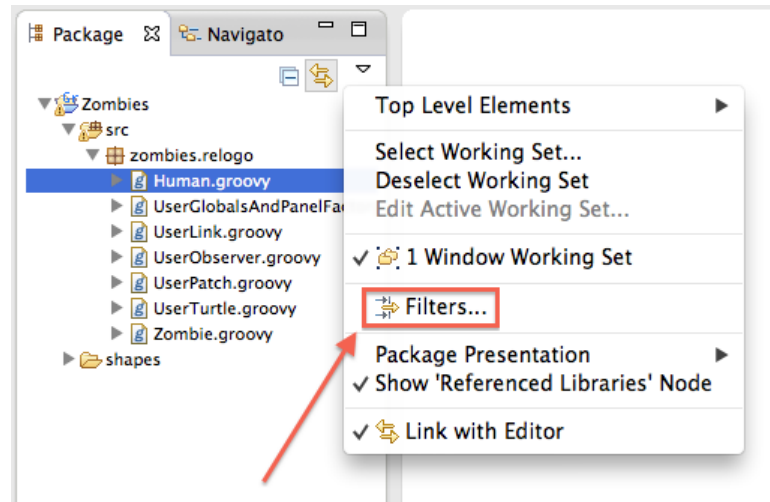 Package
Navigato
Zombies
src
zombies.relogo
Human.groovy
UserGlobalsAndPanelFa
UserLink.groovy
UserObserver.groovy
UserPatch.groovy
UserTurtle.groovy
Zombie.groovy
shapes
Top Level Elements
Select Working Set...
Deselect Working Set
Edit Active Working Set...
1 Window Working Set
Filters...
Package Presentation
Show 'Referenced Libraries' Node
Link with Editor